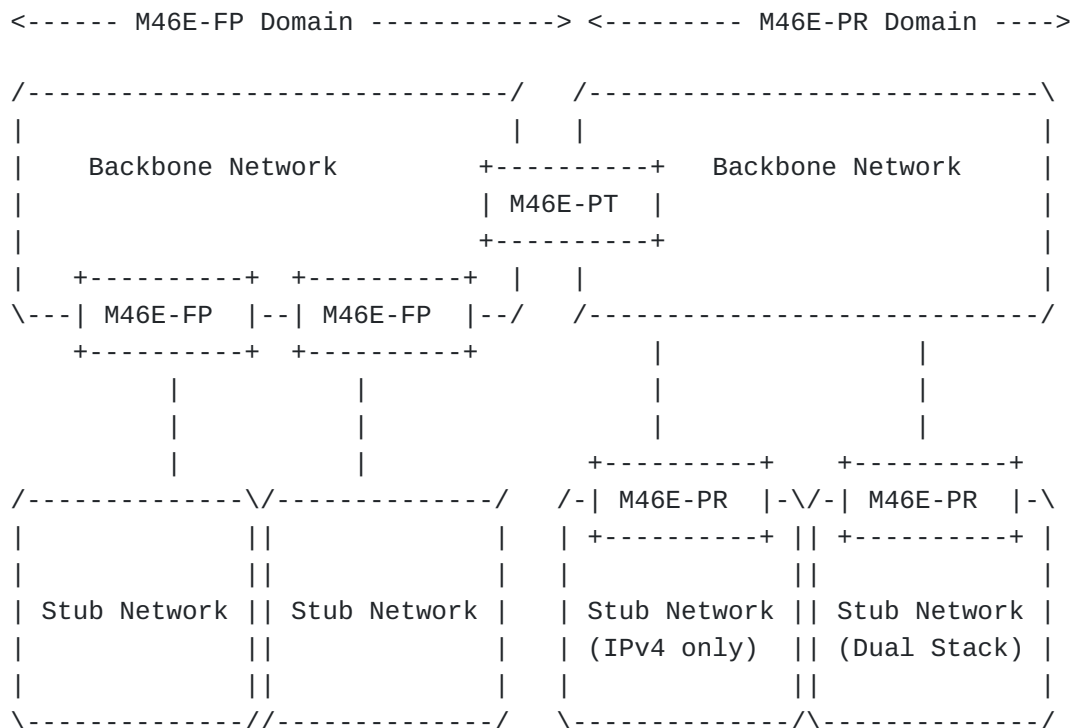 <------ M46E-FP Domain ------------> <--------- M46E-PR Domain ---->
Backbone Network Backbone Network
M46E-PT
M46E-FP M46E-FP
M46E-PR M46E-PR
Stub Network Stub Network Stub Network Stub Network
(IPv4 only) (Dual Stack)